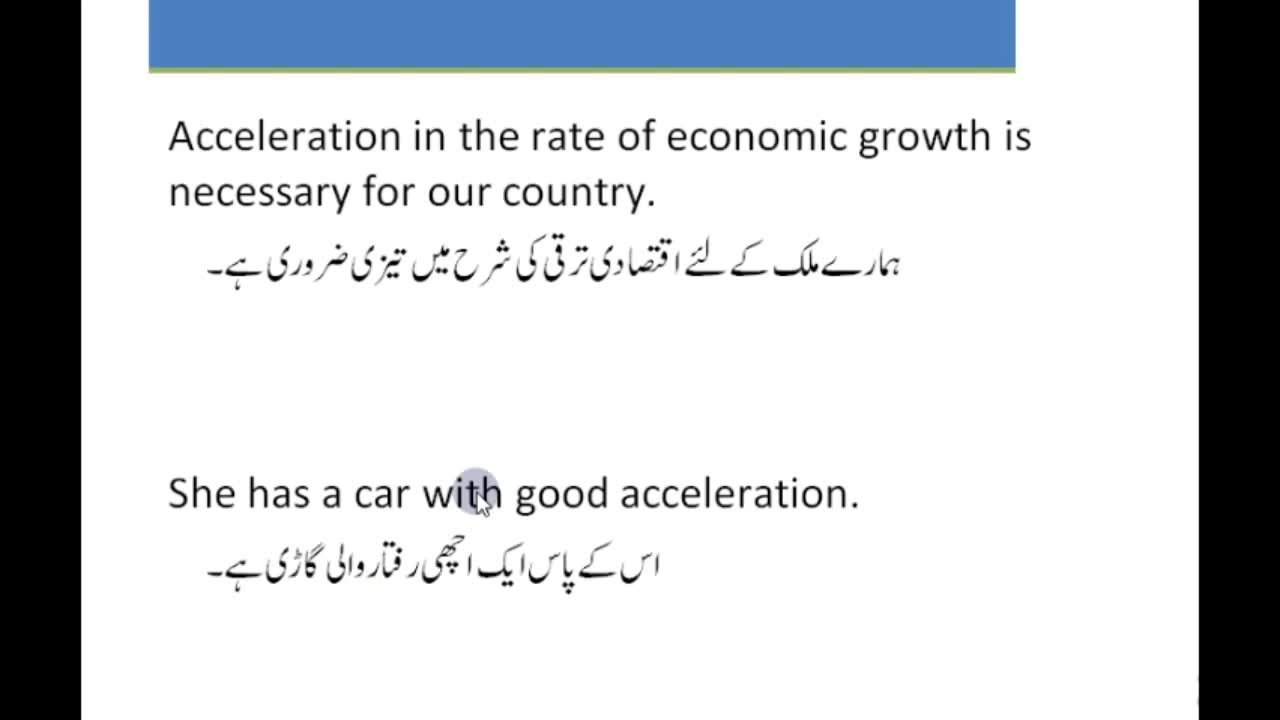 Acceleration in the rate of economic growth is
necessary for our country.
ہمارے ملک کے لئے اقتصادی ترقی کی شرح میں تیزی ضروری ہے۔
She has a car with good acceleration.
اس کے پاس ایک اچھی رفتار والی گاڑی ہے۔